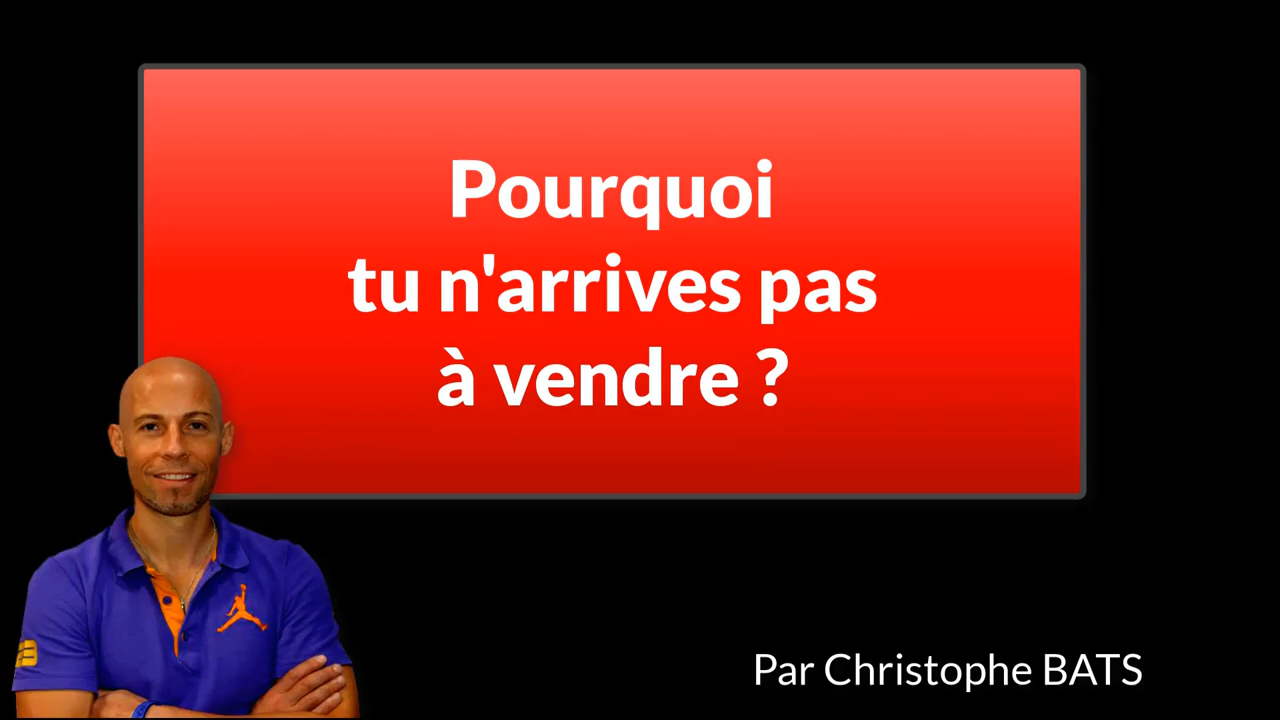 Pourquoi
tu n'arrives pas
à vendre ?
Par Christophe BATS